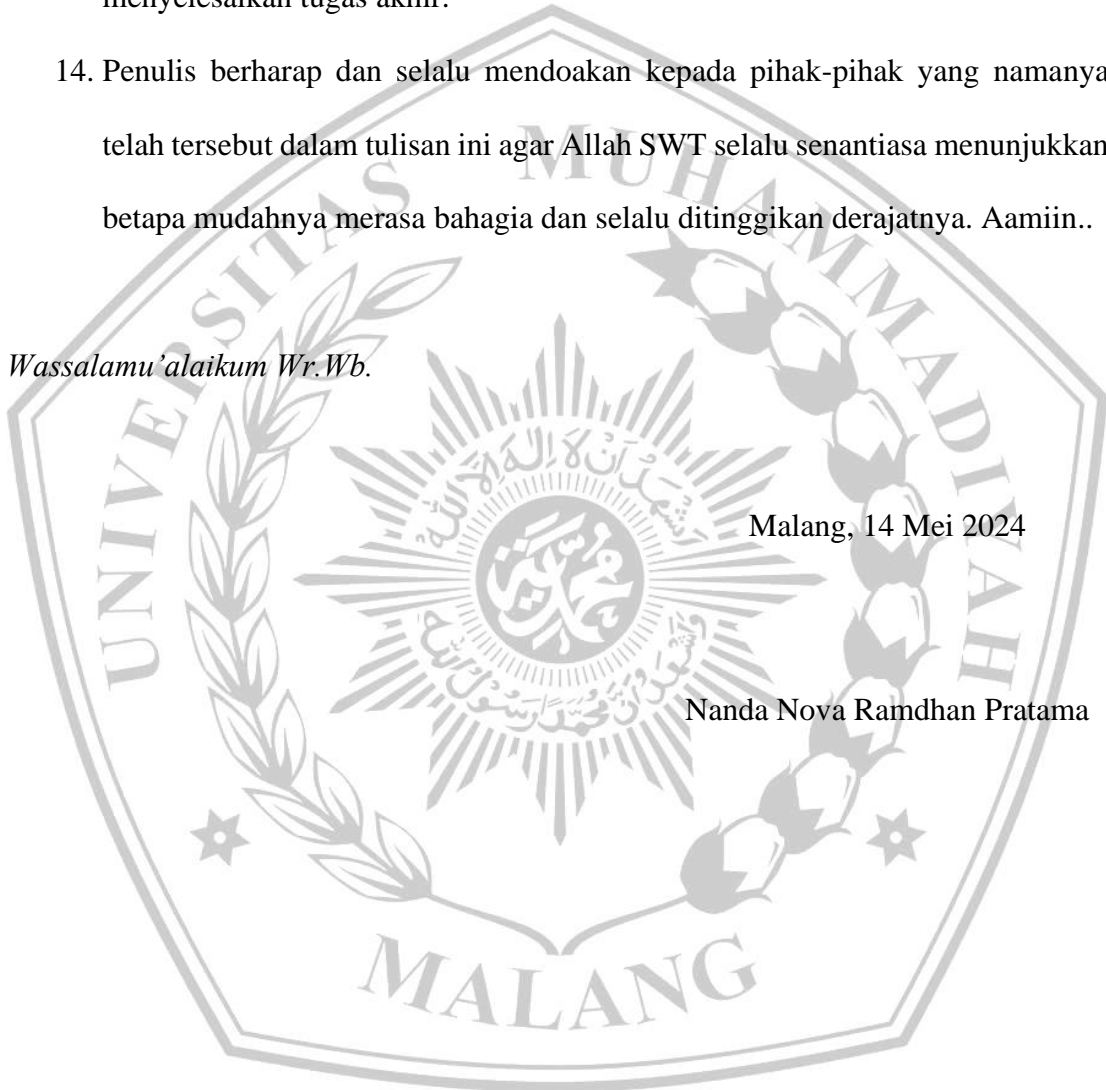 menyelesaikan tugas akhir.
14. Penulis berharap dan selalu mendoakan kepada pihak-pihak yang namanya
telah tersebut dalam tulisan ini agar Allah SWT selalu senantiasa menunjukkan
betapa mudahnya merasa bahagia dan selalu ditinggikan derajatnya. Aamiin..
Wassalamu’alaikum Wr.Wb.
Malang, 14 Mei 2024
Nanda Nova Ramdhan Pratama
UNIVERSITAS MUHAMMADIYAH
MALANG